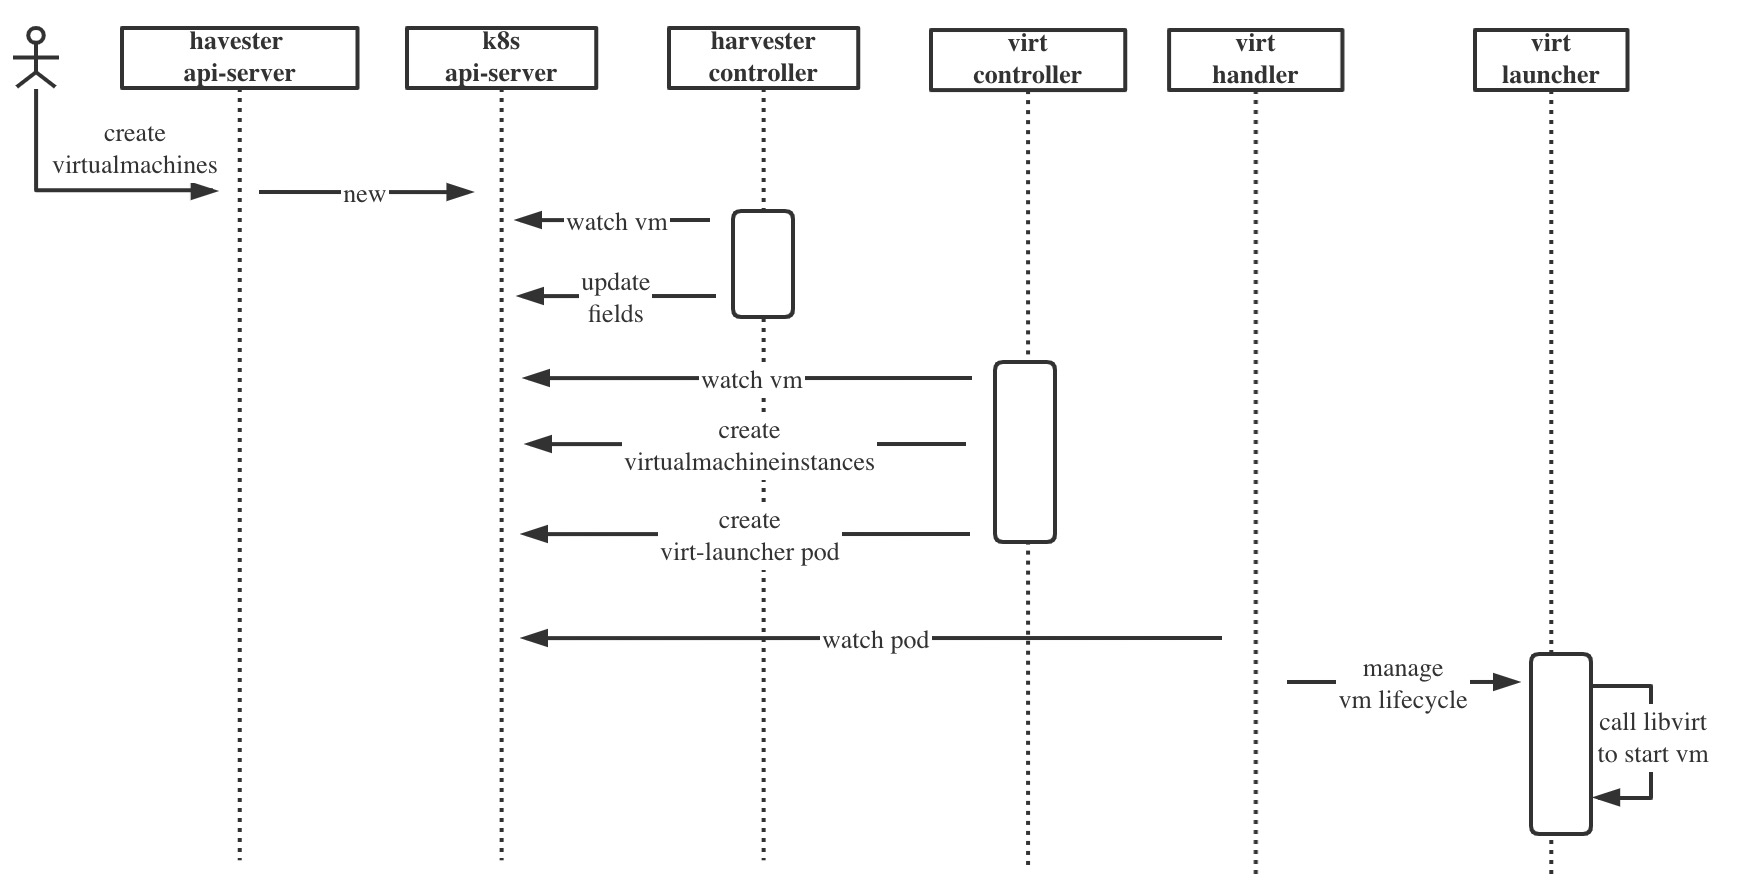 havester
api-server
k8s
api-server
harvester
controller
virt
controller
virt
handler
virt
launcher
create
virtualmachines
new
watch vm
update
fields
watch vm
create
virtualmachineinstances
create
virt-launcher pod
watch pod
manage
vm lifecycle
call libvirt
to start vm